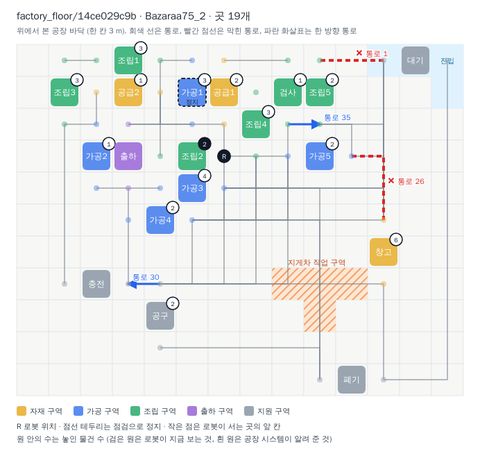 factory_floor/14ce029c9b · Bazaraa75_2 · 곳 19개
위에서 본 공장 바닥 (한 칸 3 m). 회색 선은 통로, 빨간 점선은 막힌 통로, 파란 화살표는 한 방향 통로
✕ 통로 1
조립1 3
대기
진입
조립3 3
공급2 1
가공1 3
정지
공급1 2
검사 1
조립5 2
조립4 3
통로 35
가공2 1
출하
조립2 2
R
가공5 2
✕ 통로 26
가공3 4
가공4 2
창고 6
지게차 작업 구역
충전
통로 30
공구 2
폐기
자재 구역 가공 구역 조립 구역 출하 구역 지원 구역
R 로봇 위치 · 점선 테두리는 점검으로 정지 · 작은 점은 로봇이 서는 곳의 앞 칸
원 안의 수는 놓인 물건 수 (검은 원은 로봇이 지금 보는 것, 흰 원은 공장 시스템이 알려 준 것)